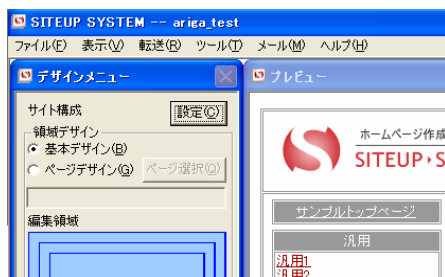 SITEUP SYSTEM -- ariga_test
ファイル(F) 表示(V) 転送(R) ツール(T) メール(M) ヘルプ(H)
デザインメニュー
サイト構成 設定(C)
領域デザイン
基本デザイン(B)
ページデザイン(G) ページ選択(Q)
編集領域
プレビュー
ホームページ作成
SITEUP・S
サンプルトップページ
汎用
汎用1
汎用2